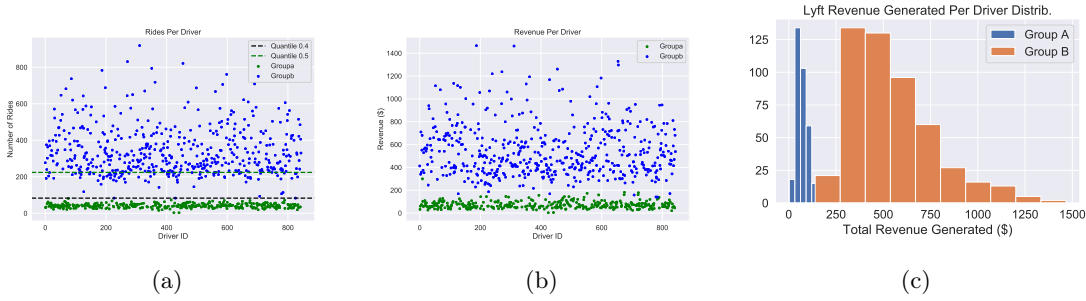 Rides Per Driver
Quantile 0.4
Quantile 0.5
Groupa
Groupb
Number of Rides
800
600
400
200
0
0 200 400 600 800
Driver ID
(a)
Revenue Per Driver
Groupa
Groupb
Revenue ($)
1400
1200
1000
800
600
400
200
0
0 200 400 600 800
Driver ID
(b)
Lyft Revenue Generated Per Driver Distrib.
Group A
Group B
125
100
75
50
25
0
0 250 500 750 1000 1250 1500
Total Revenue Generated ($)
(c)